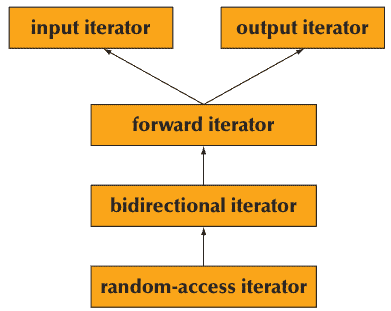 input iterator
output iterator
forward iterator
bidirectional iterator
random-access iterator